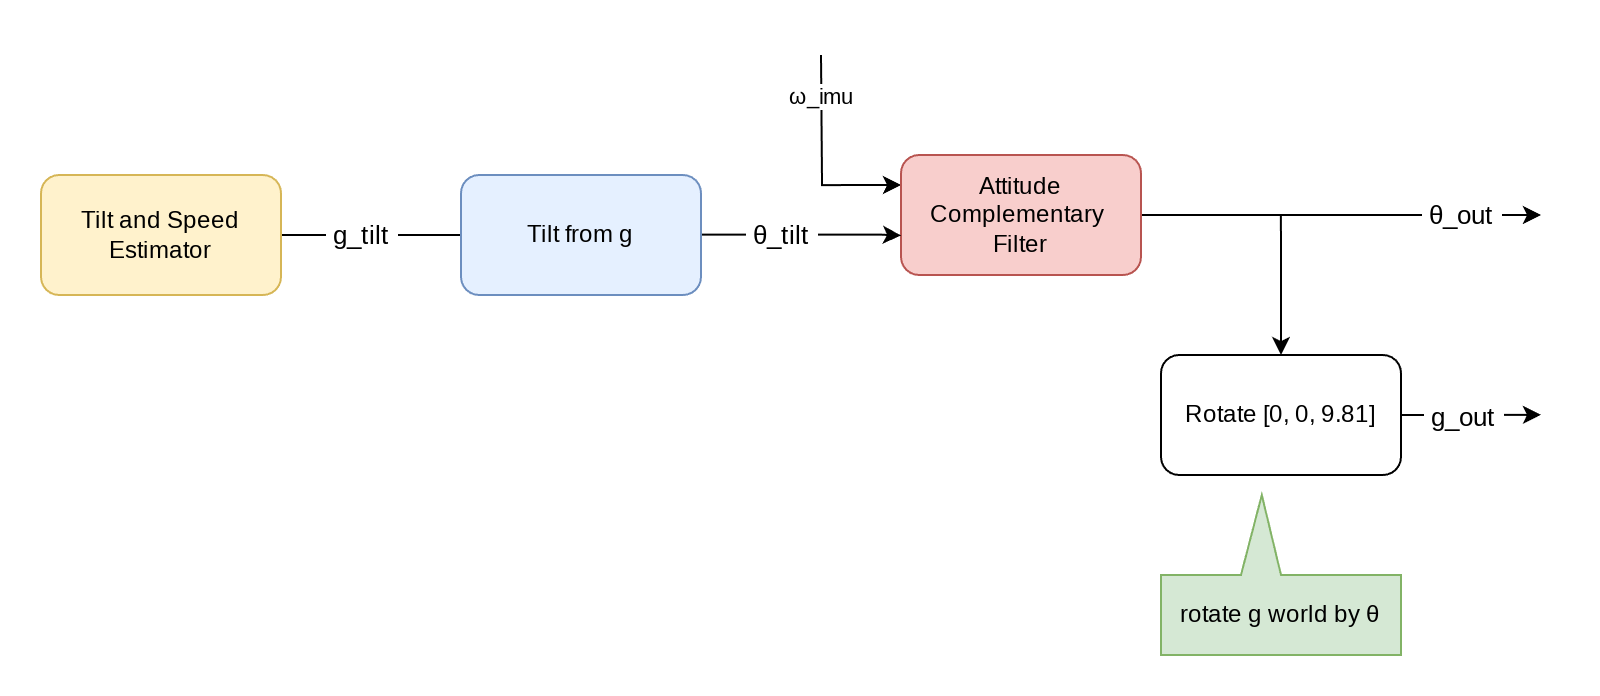 ω_imu
Tilt and Speed
Estimator
g_tilt
Tilt from g
θ_tilt
Attitude
Complementary
Filter
θ_out
Rotate [0, 0, 9.81]
g_out
rotate g world by θ